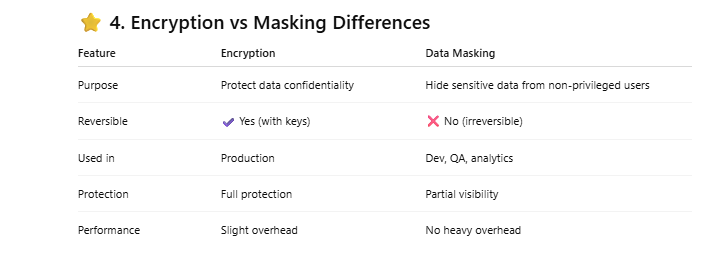 ⭐ 4. Encryption vs Masking Differences
Feature Encryption Data Masking
Purpose Protect data confidentiality Hide sensitive data from non-privileged users
Reversible ✔ Yes (with keys) ❌ No (irreversible)
Used in Production Dev, QA, analytics
Protection Full protection Partial visibility
Performance Slight overhead No heavy overhead